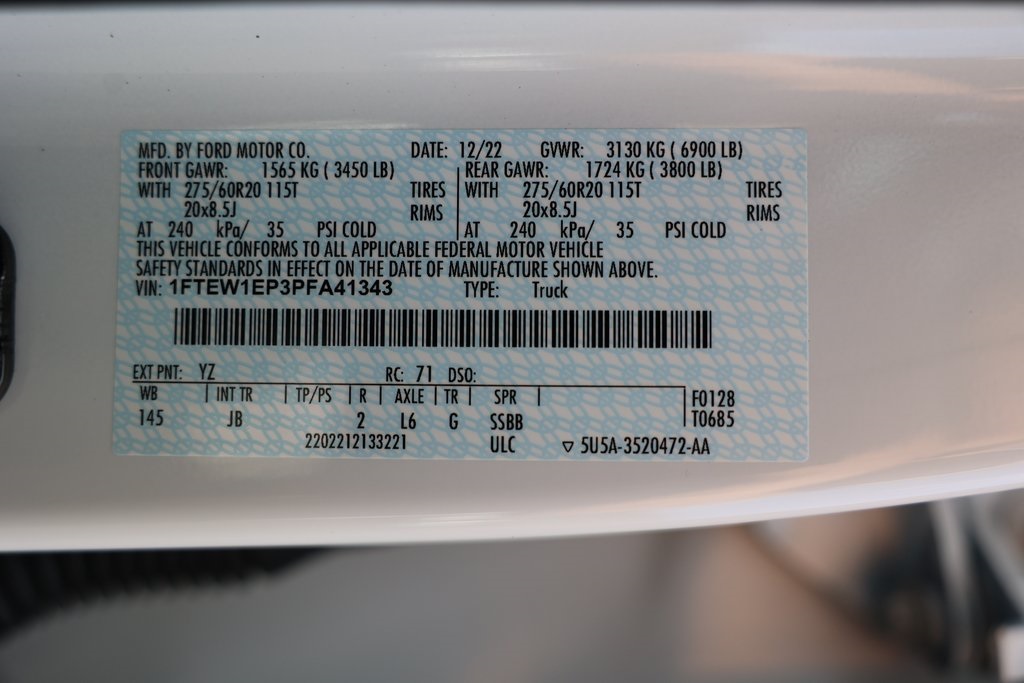 MFD. BY FORD MOTOR CO. DATE: 12/22 GVWR: 3130 KG ( 6900 LB)
FRONT GAWR: 1565 KG ( 3450 LB) REAR GAWR: 1724 KG ( 3800 LB)
WITH 275/60R20 115T TIRES WITH 275/60R20 115T TIRES
20x8.5J RIMS 20x8.5J RIMS
AT 240 kPa/ 35 PSI COLD AT 240 kPa/ 35 PSI COLD
THIS VEHICLE CONFORMS TO ALL APPLICABLE FEDERAL MOTOR VEHICLE
SAFETY STANDARDS IN EFFECT ON THE DATE OF MANUFACTURE SHOWN ABOVE.
VIN: 1FTEW1EP3PFA41343 TYPE: Truck
EXT PNT: YZ RC: 71 DSO:
WB INT TR TP/PS R AXLE TR SPR F0128
145 JB 2 L6 G SSBB T0685
2202212133221 ULC ▽ 5U5A-3520472-AA